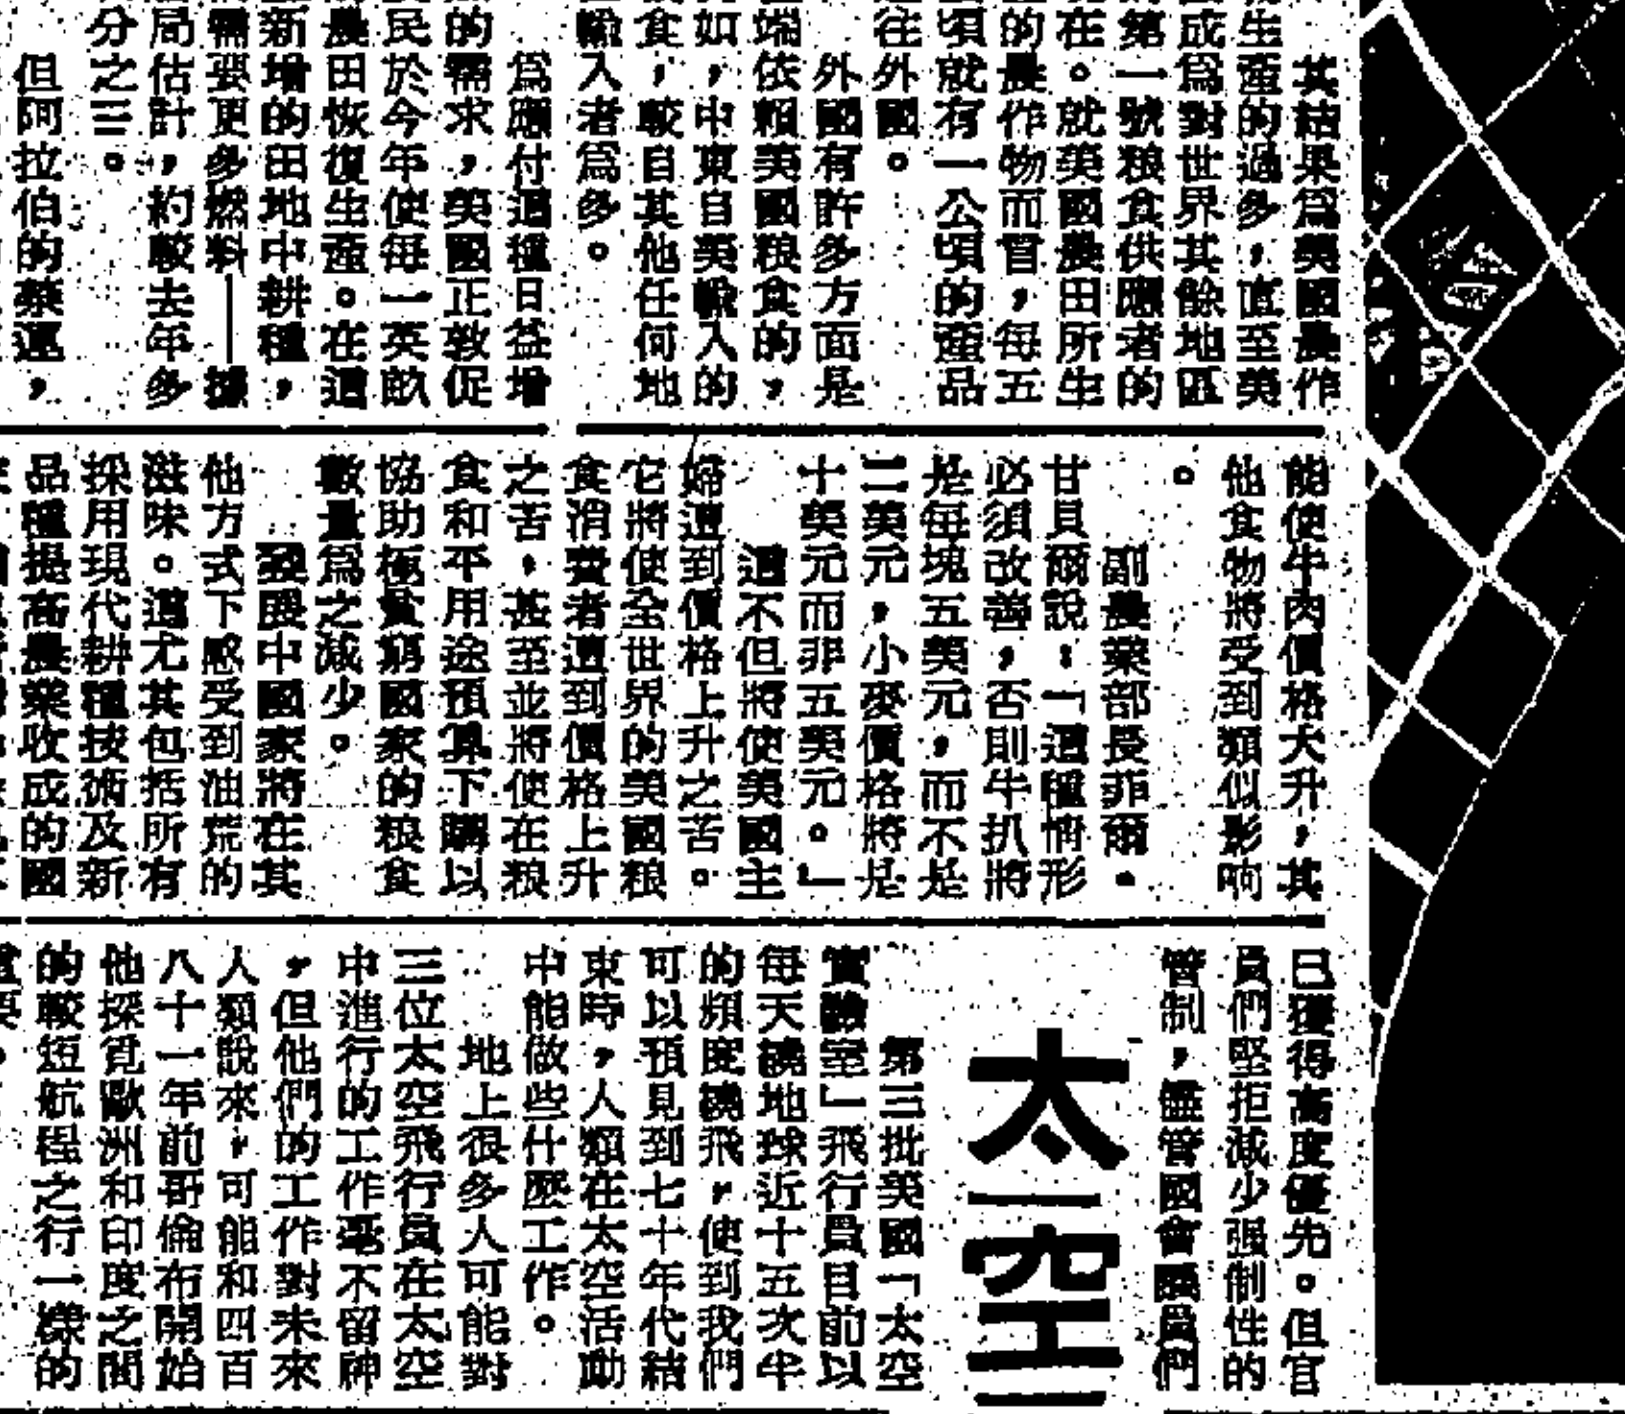 其結果爲美國農作
物生產的過多，直至美
成爲對世界其餘地區
第一號粮食供應者的
在。就美國農田所生
的農作物而言，每五
頃就有一公頃的產品
往外國。
外國有許多方面是
端依賴美國粮食的，
如，中東自美輸入的
食，較自其他任何地
輸入者爲多。
爲應付這種日益增
的需求，美國正敦促
民於今年使每一英畝
農田恢復生產。在這
新增的田地中耕種，
需要更多燃料——據
局估計，約較去年多
分之三。
但阿拉伯的禁運，
能使牛肉價格大升，其
他食物將受到類似影响
。
副農業部長菲爾．
甘貝爾說：「這種情形
必須改善，否則牛扒將
是每塊五美元，而不是
二美元，小麥價格將是
十美元而非五美元。」
這不但將使美國主
婦遭到價格上升之苦。
它將使全世界的美國粮
食消費者遭到價格上升
之苦，甚至並將使在粮
食和平用途預算下購以
協助極貧窮國家的粮食
數量爲之減少。
發展中國家將在其
他方式下感受到油荒的
滋味。這尤其包括所有
採用現代耕種技術及新
品種提高農業收成的國
已獲得高度優先。但官
員們堅拒減少强制性的
管制，儘管國會議員們
太空
第三批美國「太空
實驗室」飛行員目前以
每天繞地球近十五次半
的頻度繞飛，使到我們
可以預見到七十年代結
束時，人類在太空活動
中能做些什麽工作。
地上很多人可能對
三位太空飛行員在太空
中進行的工作毫不留神
，但他們的工作對未來
人類說來，可能和四百
八十一年前哥倫布開始
他探覓歐洲和印度之間
的較短航程之行一樣的
重要。